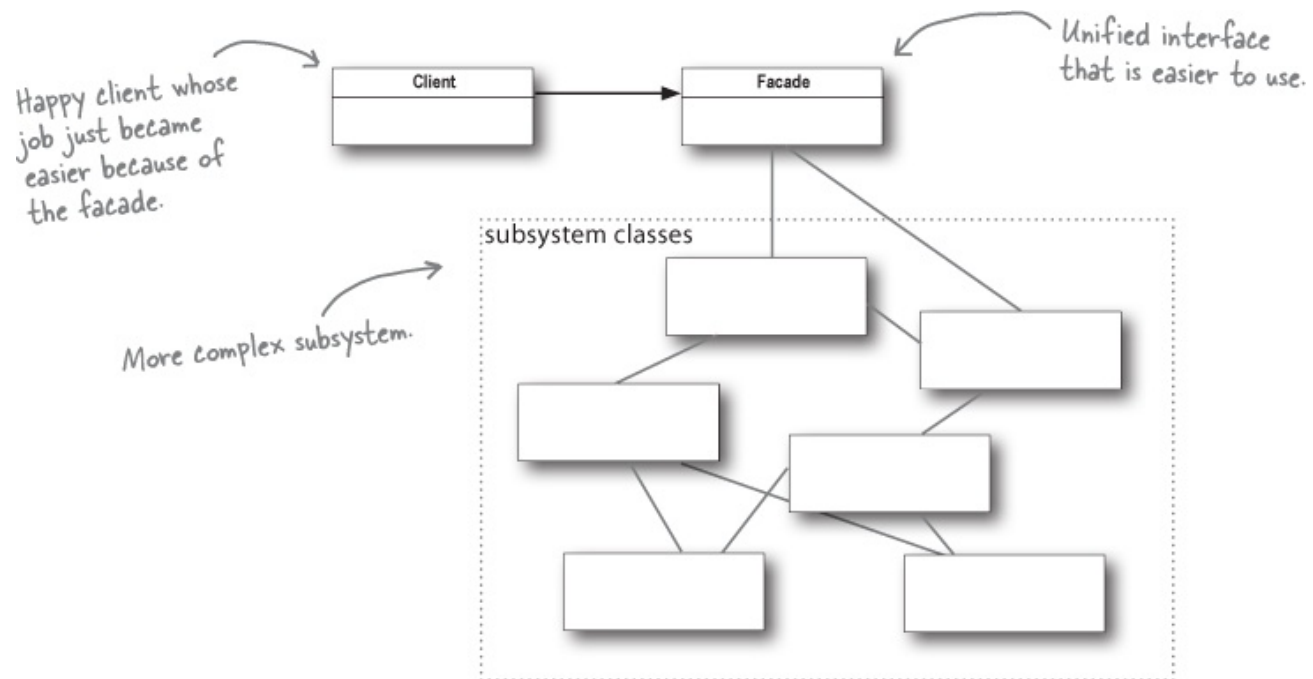 Happy client whose
job just became
easier because of
the facade.
Client
Facade
Unified interface
that is easier to use.
subsystem classes
More complex subsystem.